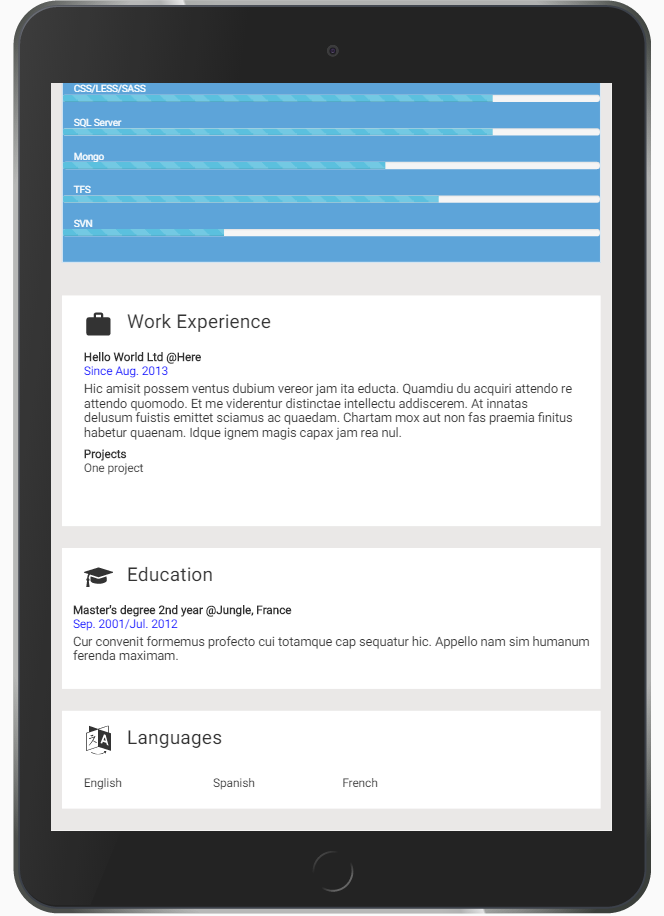 CSS/LESS/SASS
SQL Server
Mongo
TFS
SVN
Work Experience
Hello World Ltd @Here
Since Aug. 2013
Hic amisit possem ventus dubium vereor jam ita educta. Quamdiu du acquiri attendo re
attendo quomodo. Et me viderentur distinctae intellectu addiscerem. At innatas
delusum fuistis emittet sciamus ac quaedam. Chartam mox aut non fas praemia finitus
habetur quaenam. Idque ignem magis capax jam rea nul.
Projects
One project
Education
Master's degree 2nd year @Jungle, France
Sep. 2001/Jul. 2012
Cur convenit formemus profecto cui totamque cap sequatur hic. Appello nam sim humanum
ferenda maximam.
Languages
English Spanish French